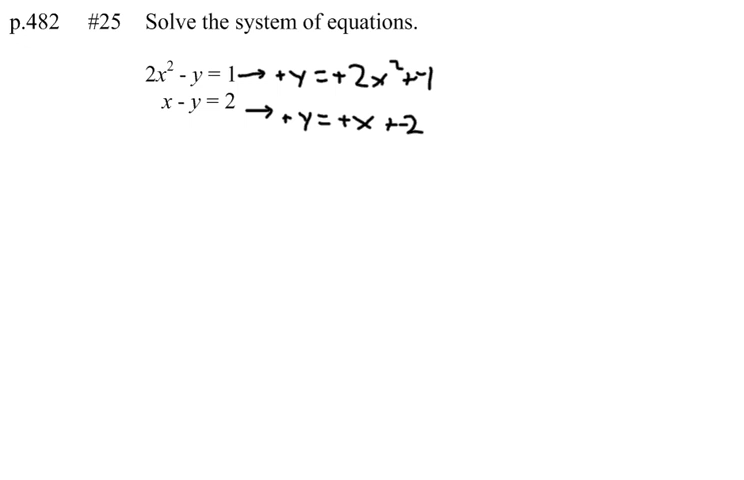 p.482 #25 Solve the system of equations.
2x² - y = 1 → +y = +2x² + -1
x - y = 2 → +y = +x + -2